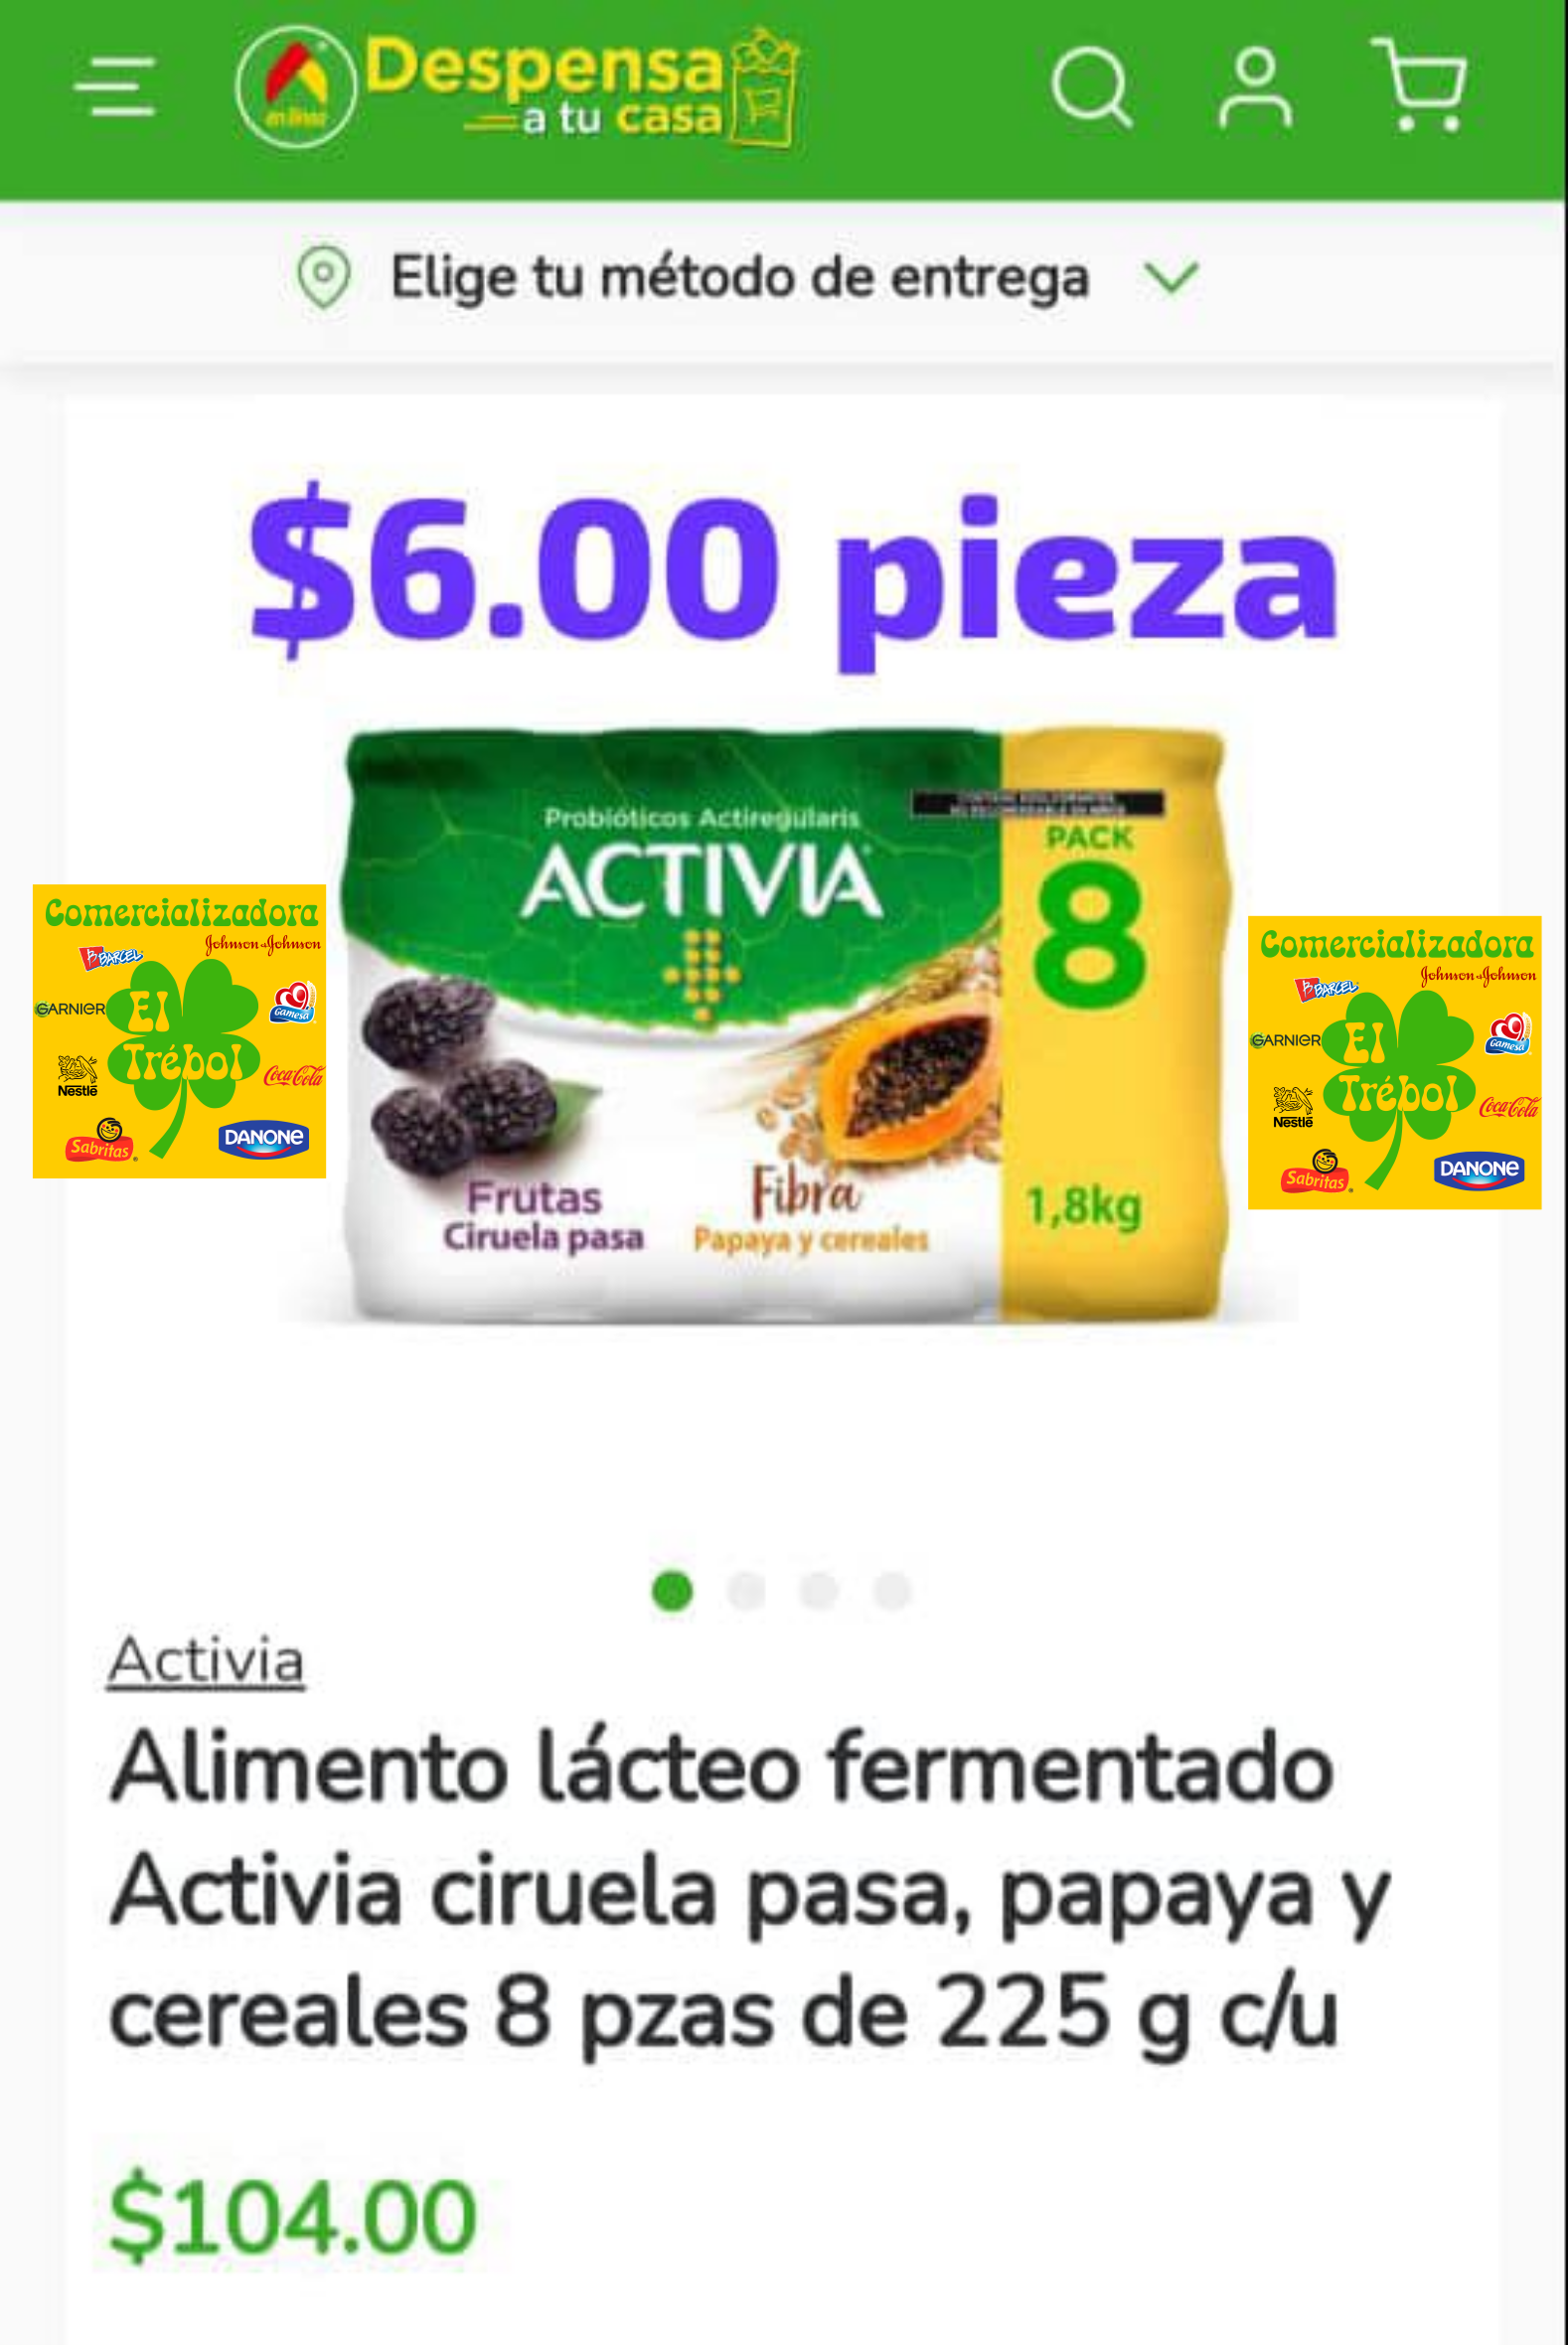 en línea
Despensa
a tu casa
Elige tu método de entrega
$6.00 pieza
Probióticos Actiregularis
ACTIVIA
PACK
8
1,8kg
Frutas
Ciruela pasa
Fibra
Papaya y cereales
Comercializadora
Johnson & Johnson
BARCEL
GARNIER
El
Trébol
Gamesa
Nestlé
Coca-Cola
Sabritas
DANONE
Comercializadora
Johnson & Johnson
BARCEL
GARNIER
El
Trébol
Gamesa
Nestlé
Coca-Cola
Sabritas
DANONE
Activia
Alimento lácteo fermentado
Activia ciruela pasa, papaya y
cereales 8 pzas de 225 g c/u
$104.00